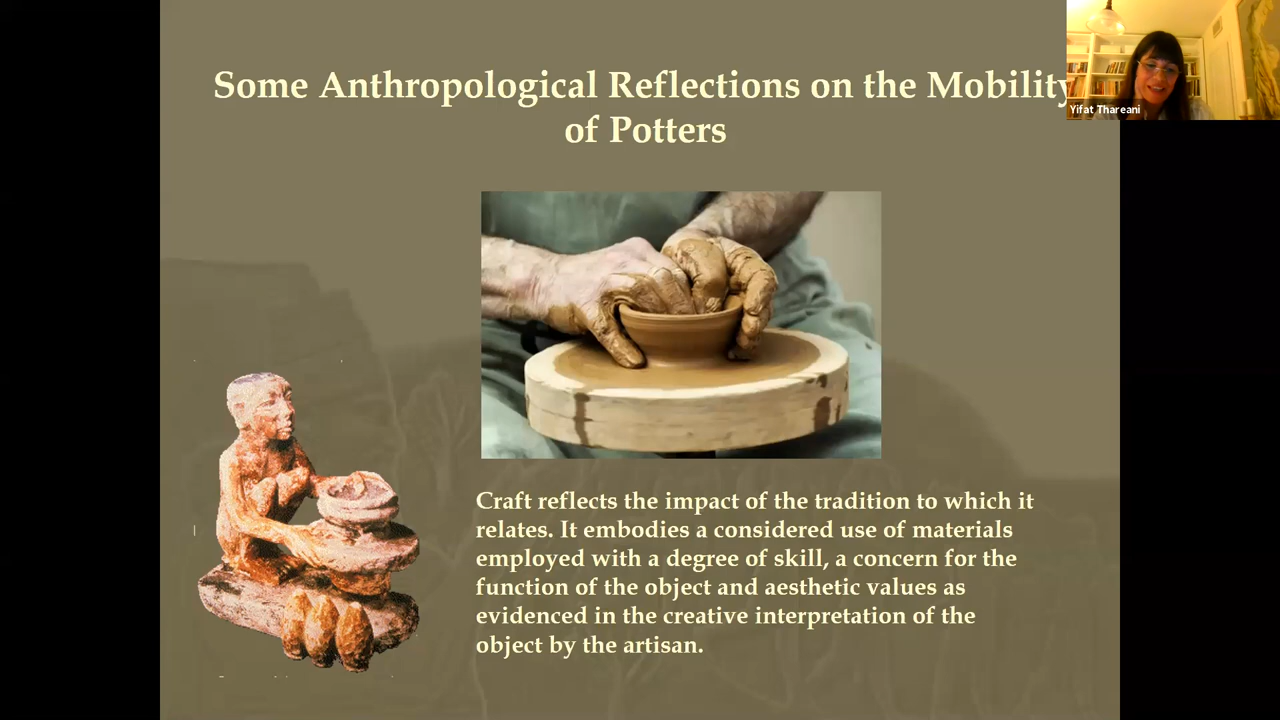 Some Anthropological Reflections on the Mobility
of Potters
Yifat Thareani
Craft reflects the impact of the tradition to which it
relates. It embodies a considered use of materials
employed with a degree of skill, a concern for the
function of the object and aesthetic values as
evidenced in the creative interpretation of the
object by the artisan.